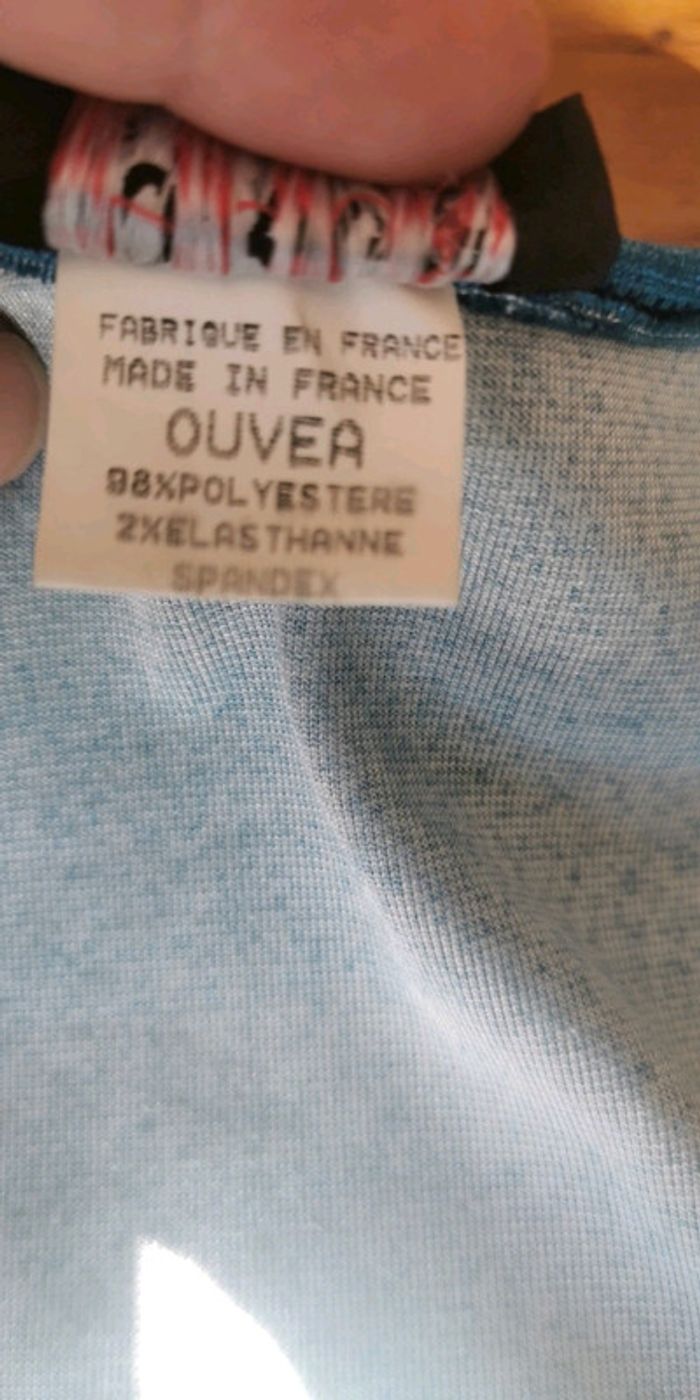 FABRIQUE EN FRANCE
MADE IN FRANCE
OUVEA
98%POLYESTERE
2%ELASTHANNE
SPANDEX